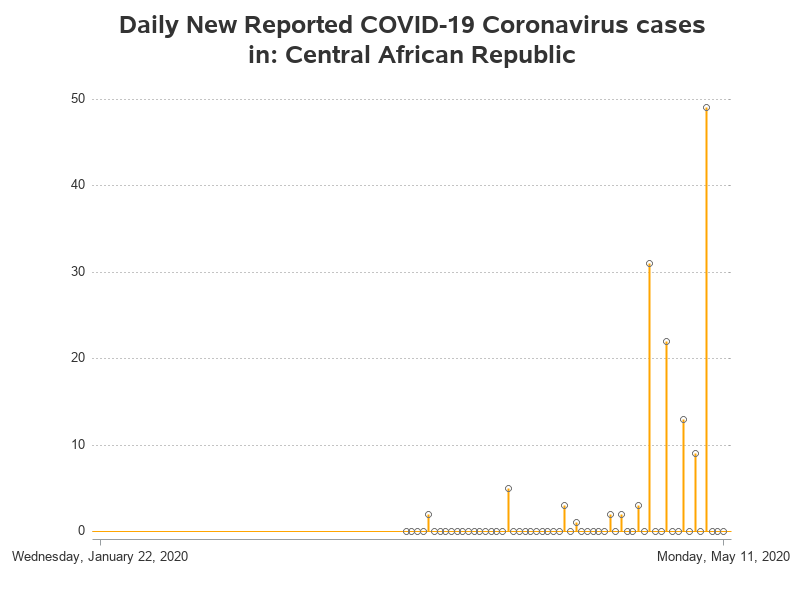 Daily New Reported COVID-19 Coronavirus cases
in: Central African Republic
50
40
30
20
10
0
Wednesday, January 22, 2020
Monday, May 11, 2020